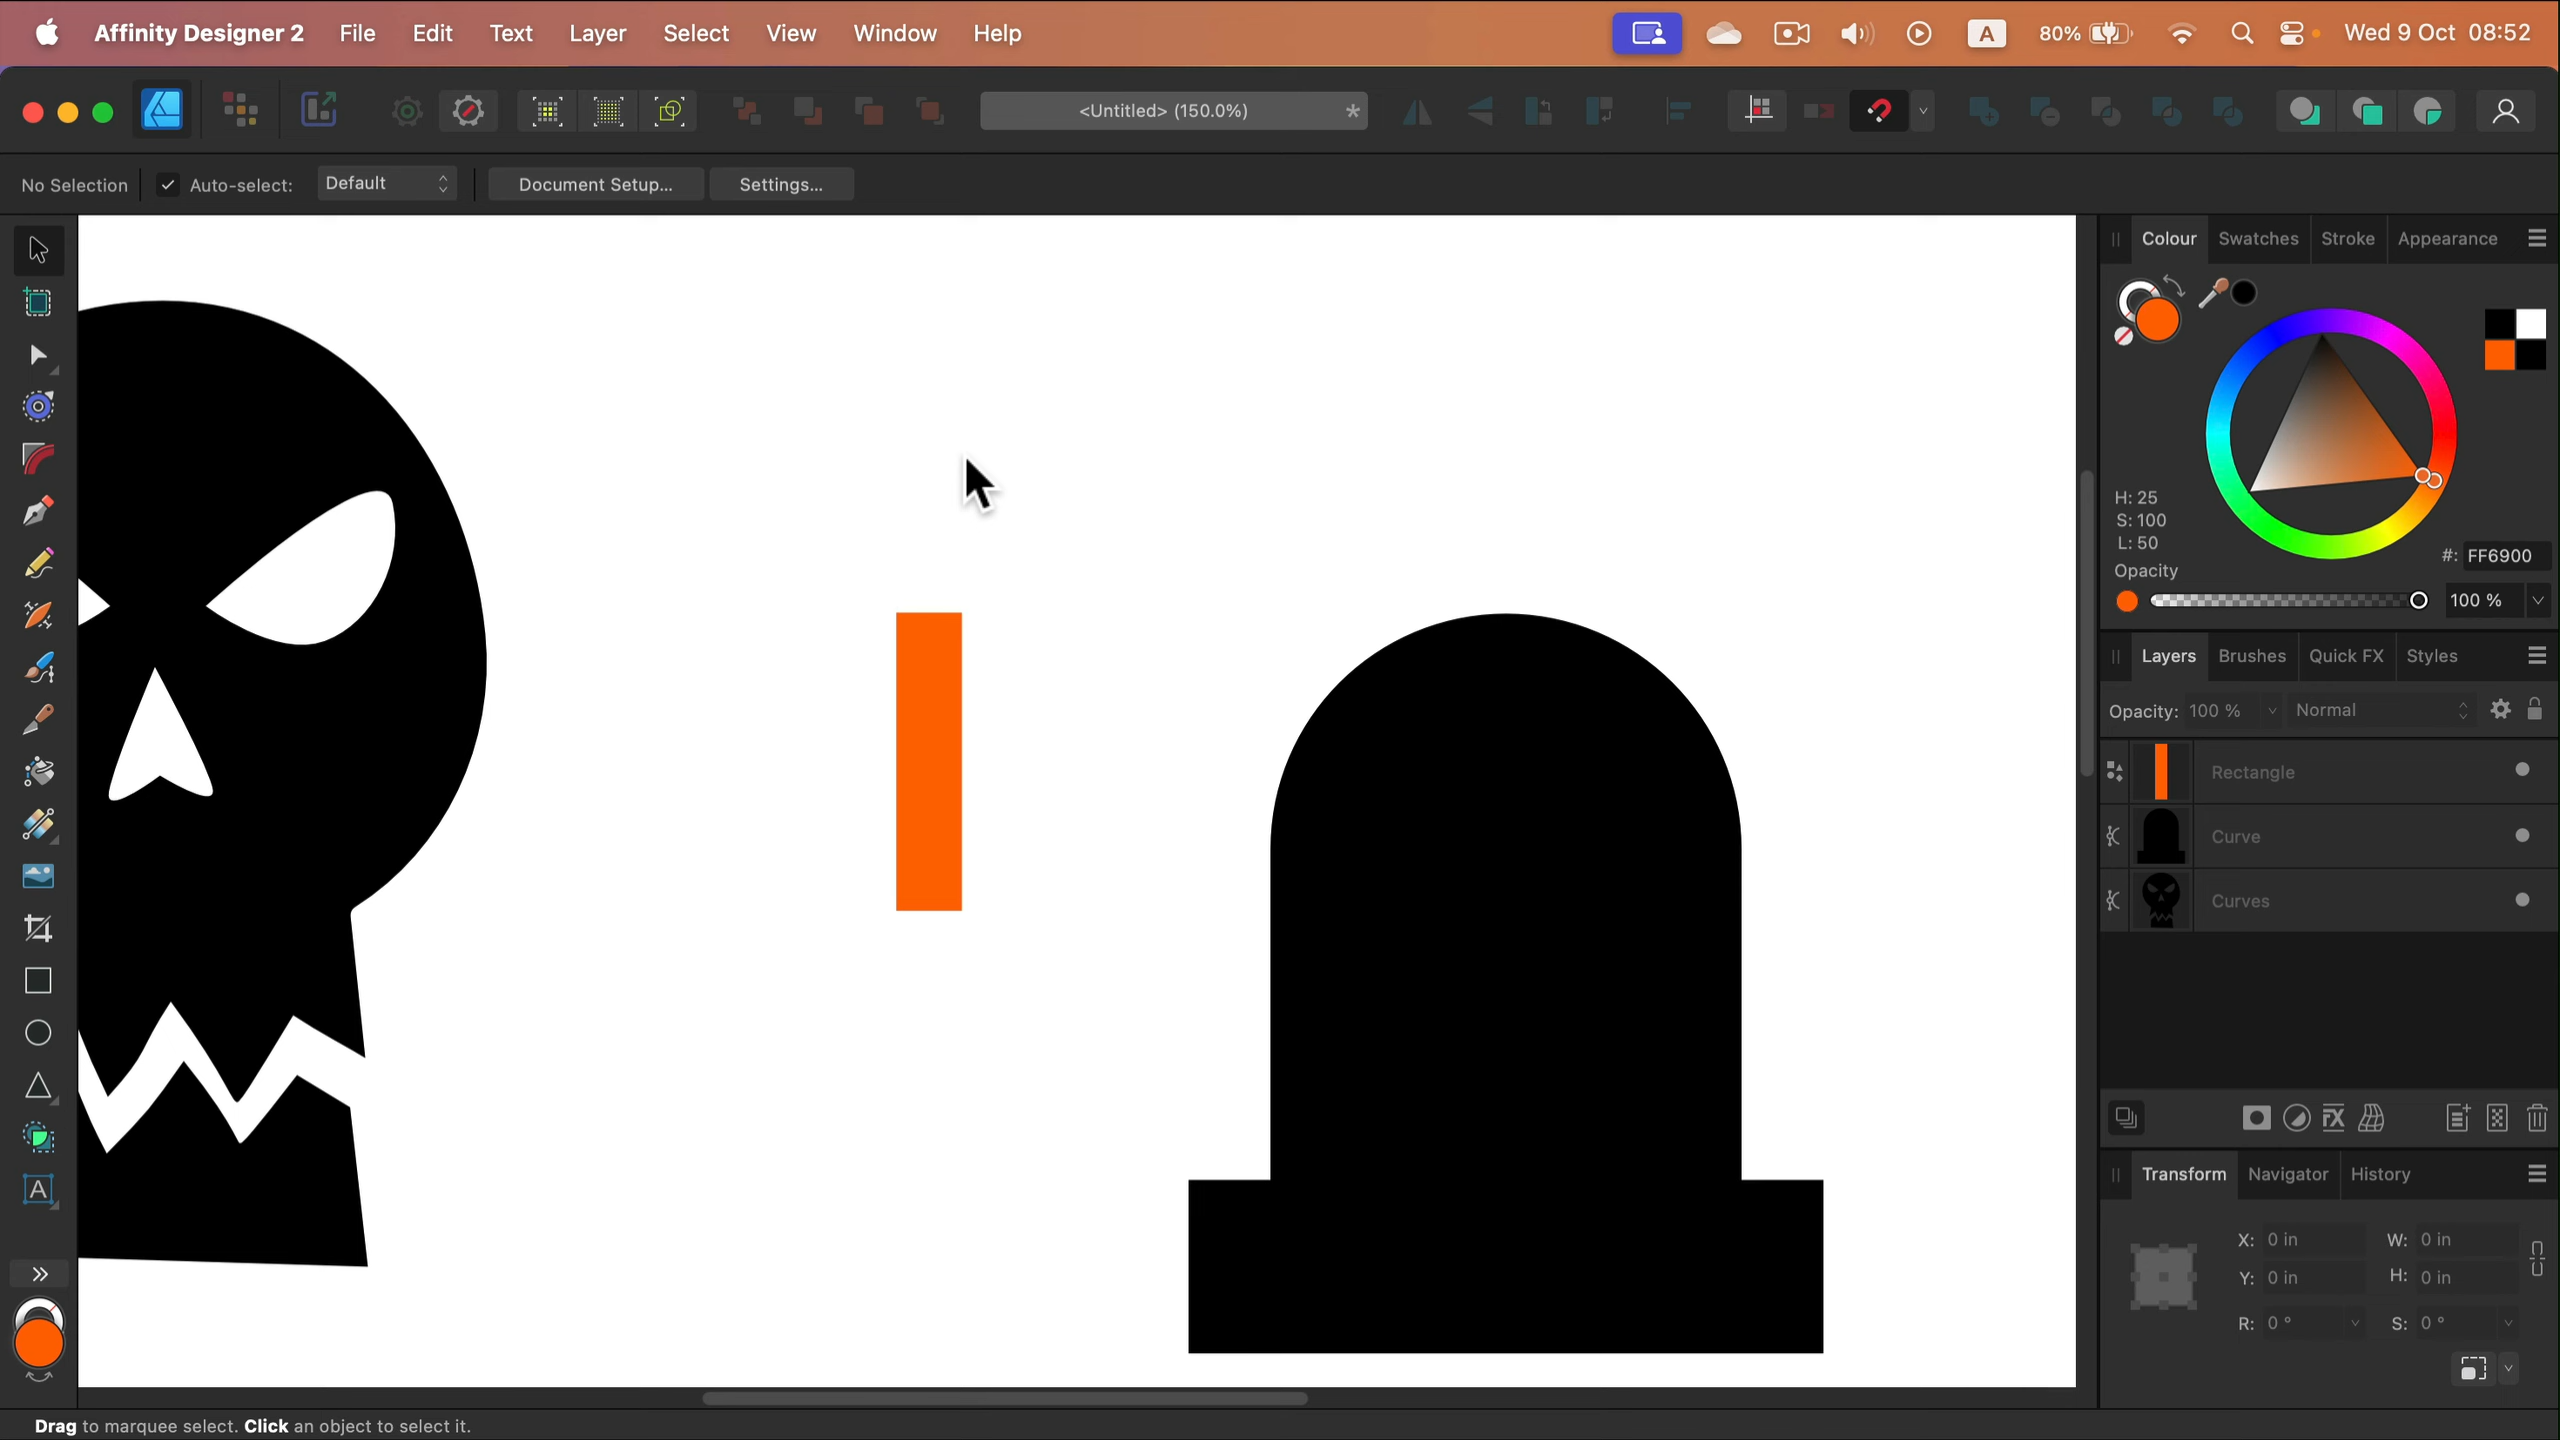 Affinity Designer 2 File Edit Text Layer Select View Window Help A 80% Wed 9 Oct 08:52
<Untitled> (150.0%) *
No Selection Auto-select: Default Document Setup... Settings...
Colour Swatches Stroke Appearance
H: 25
S: 100
L: 50
#: FF6900
Opacity
100 %
Layers Brushes Quick FX Styles
Opacity: 100 % Normal
Rectangle
Curve
Curves
FX
A
Transform Navigator History
X: 0 in W: 0 in
Y: 0 in H: 0 in
R: 0 ° S: 0 °
Drag to marquee select. Click an object to select it.